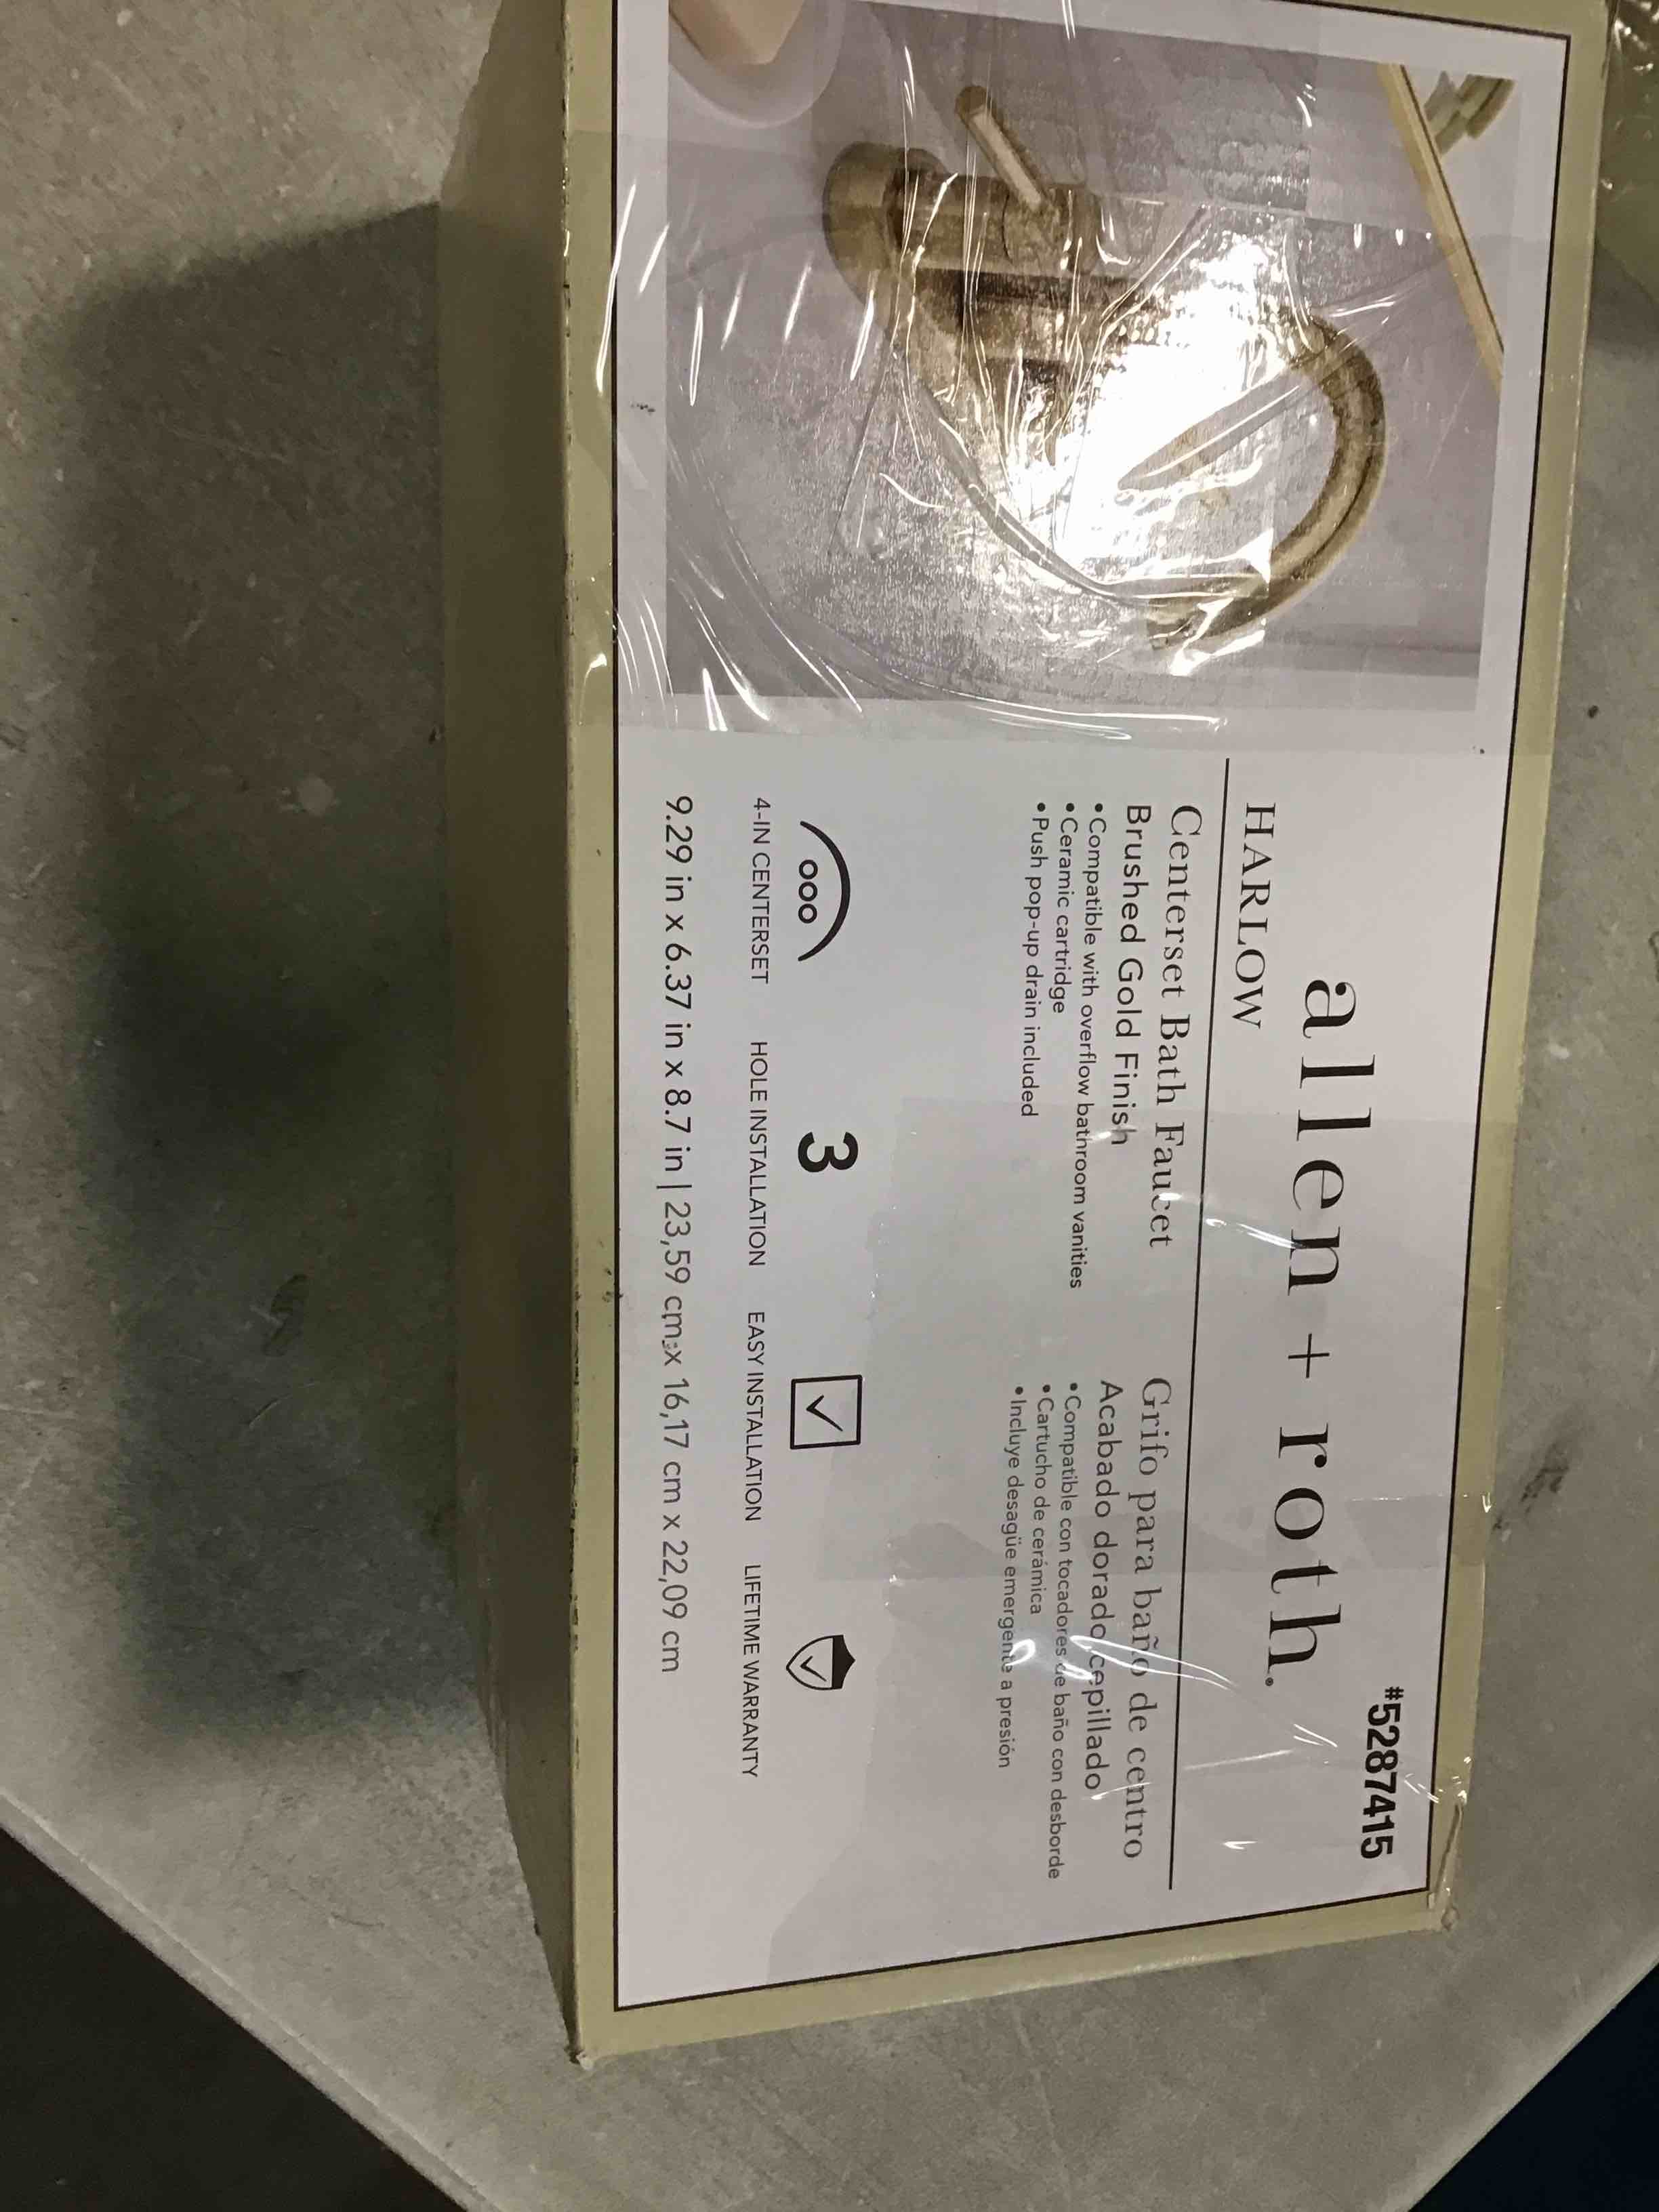 #5287415
allen + roth.
HARLOW
Centerset Bath Faucet
Brushed Gold Finish
•Compatible with overflow bathroom vanities
•Ceramic cartridge
•Push pop-up drain included
Grifo para baño de centro
Acabado dorado cepillado
•Compatible con tocadores de baño con desborde
•Cartucho de cerámica
•Incluye desagüe emergente a presión
3
4-IN CENTERSET HOLE INSTALLATION EASY INSTALLATION LIFETIME WARRANTY
9.29 in x 6.37 in x 8.7 in | 23,59 cm x 16,17 cm x 22,09 cm